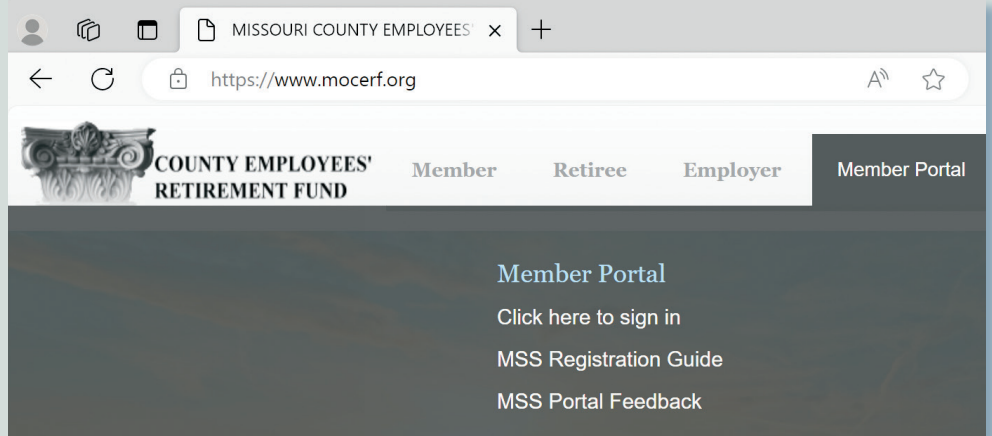 MISSOURI COUNTY EMPLOYEES'
https://www.mocerf.org
COUNTY EMPLOYEES'
RETIREMENT FUND
Member Retiree Employer Member Portal
Member Portal
Click here to sign in
MSS Registration Guide
MSS Portal Feedback